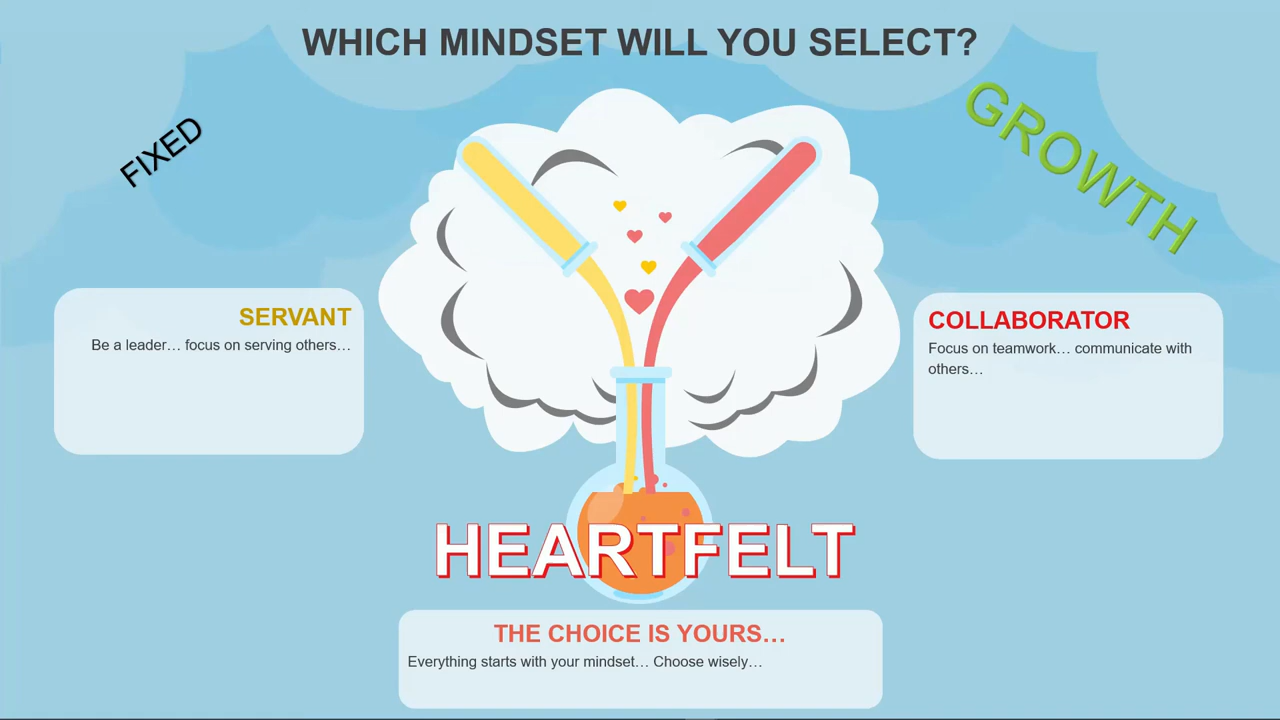 WHICH MINDSET WILL YOU SELECT?
FIXED
GROWTH
SERVANT
Be a leader… focus on serving others…
COLLABORATOR
Focus on teamwork… communicate with
others…
HEARTFELT
THE CHOICE IS YOURS…
Everything starts with your mindset… Choose wisely…